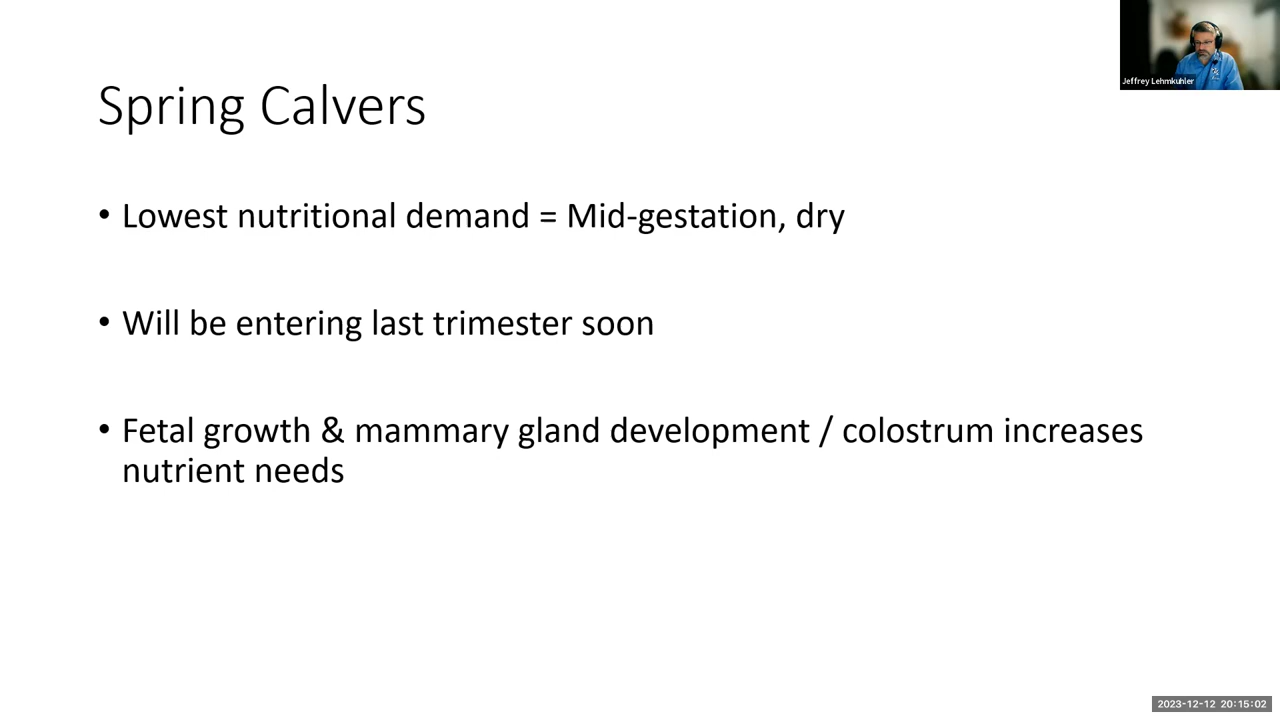 Jeffrey Lehmkuhler
Spring Calvers
• Lowest nutritional demand = Mid-gestation, dry
• Will be entering last trimester soon
• Fetal growth & mammary gland development / colostrum increases
nutrient needs
2023-12-12 20:15:02